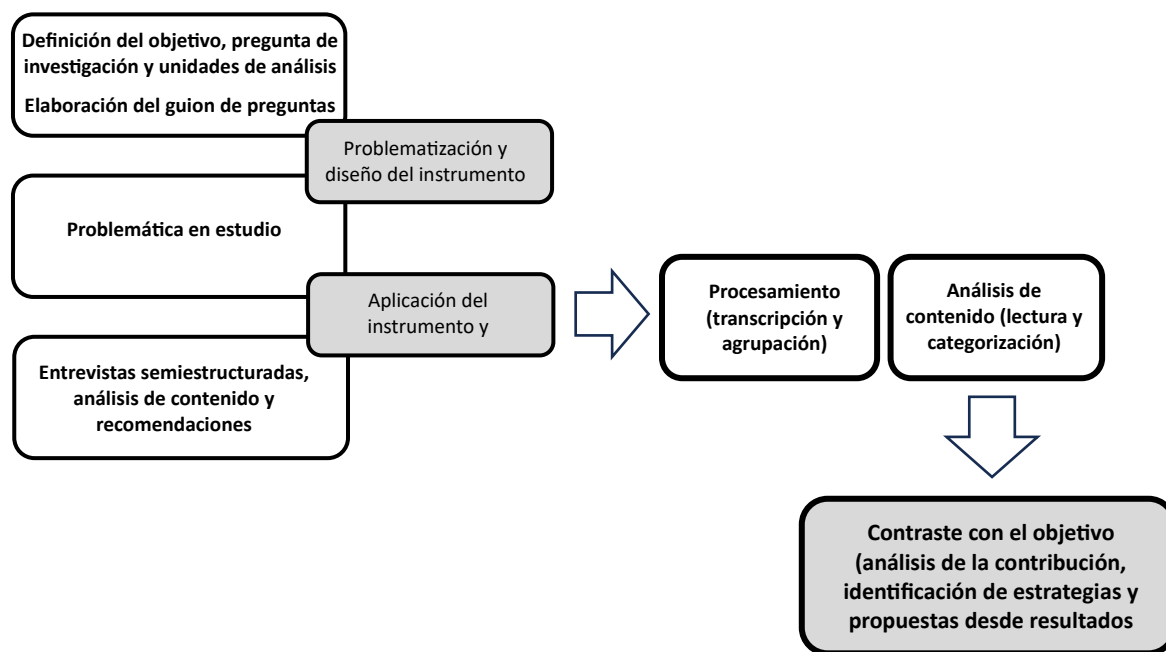 Definición del objetivo, pregunta de
investigación y unidades de análisis
Elaboración del guion de preguntas
Problematización y
diseño del instrumento
Problemática en estudio
Aplicación del
instrumento y
Entrevistas semiestructuradas,
análisis de contenido y
recomendaciones
Procesamiento
(transcripción y
agrupación)
Análisis de
contenido (lectura y
categorización)
Contraste con el objetivo
(análisis de la contribución,
identificación de estrategias y
propuestas desde resultados